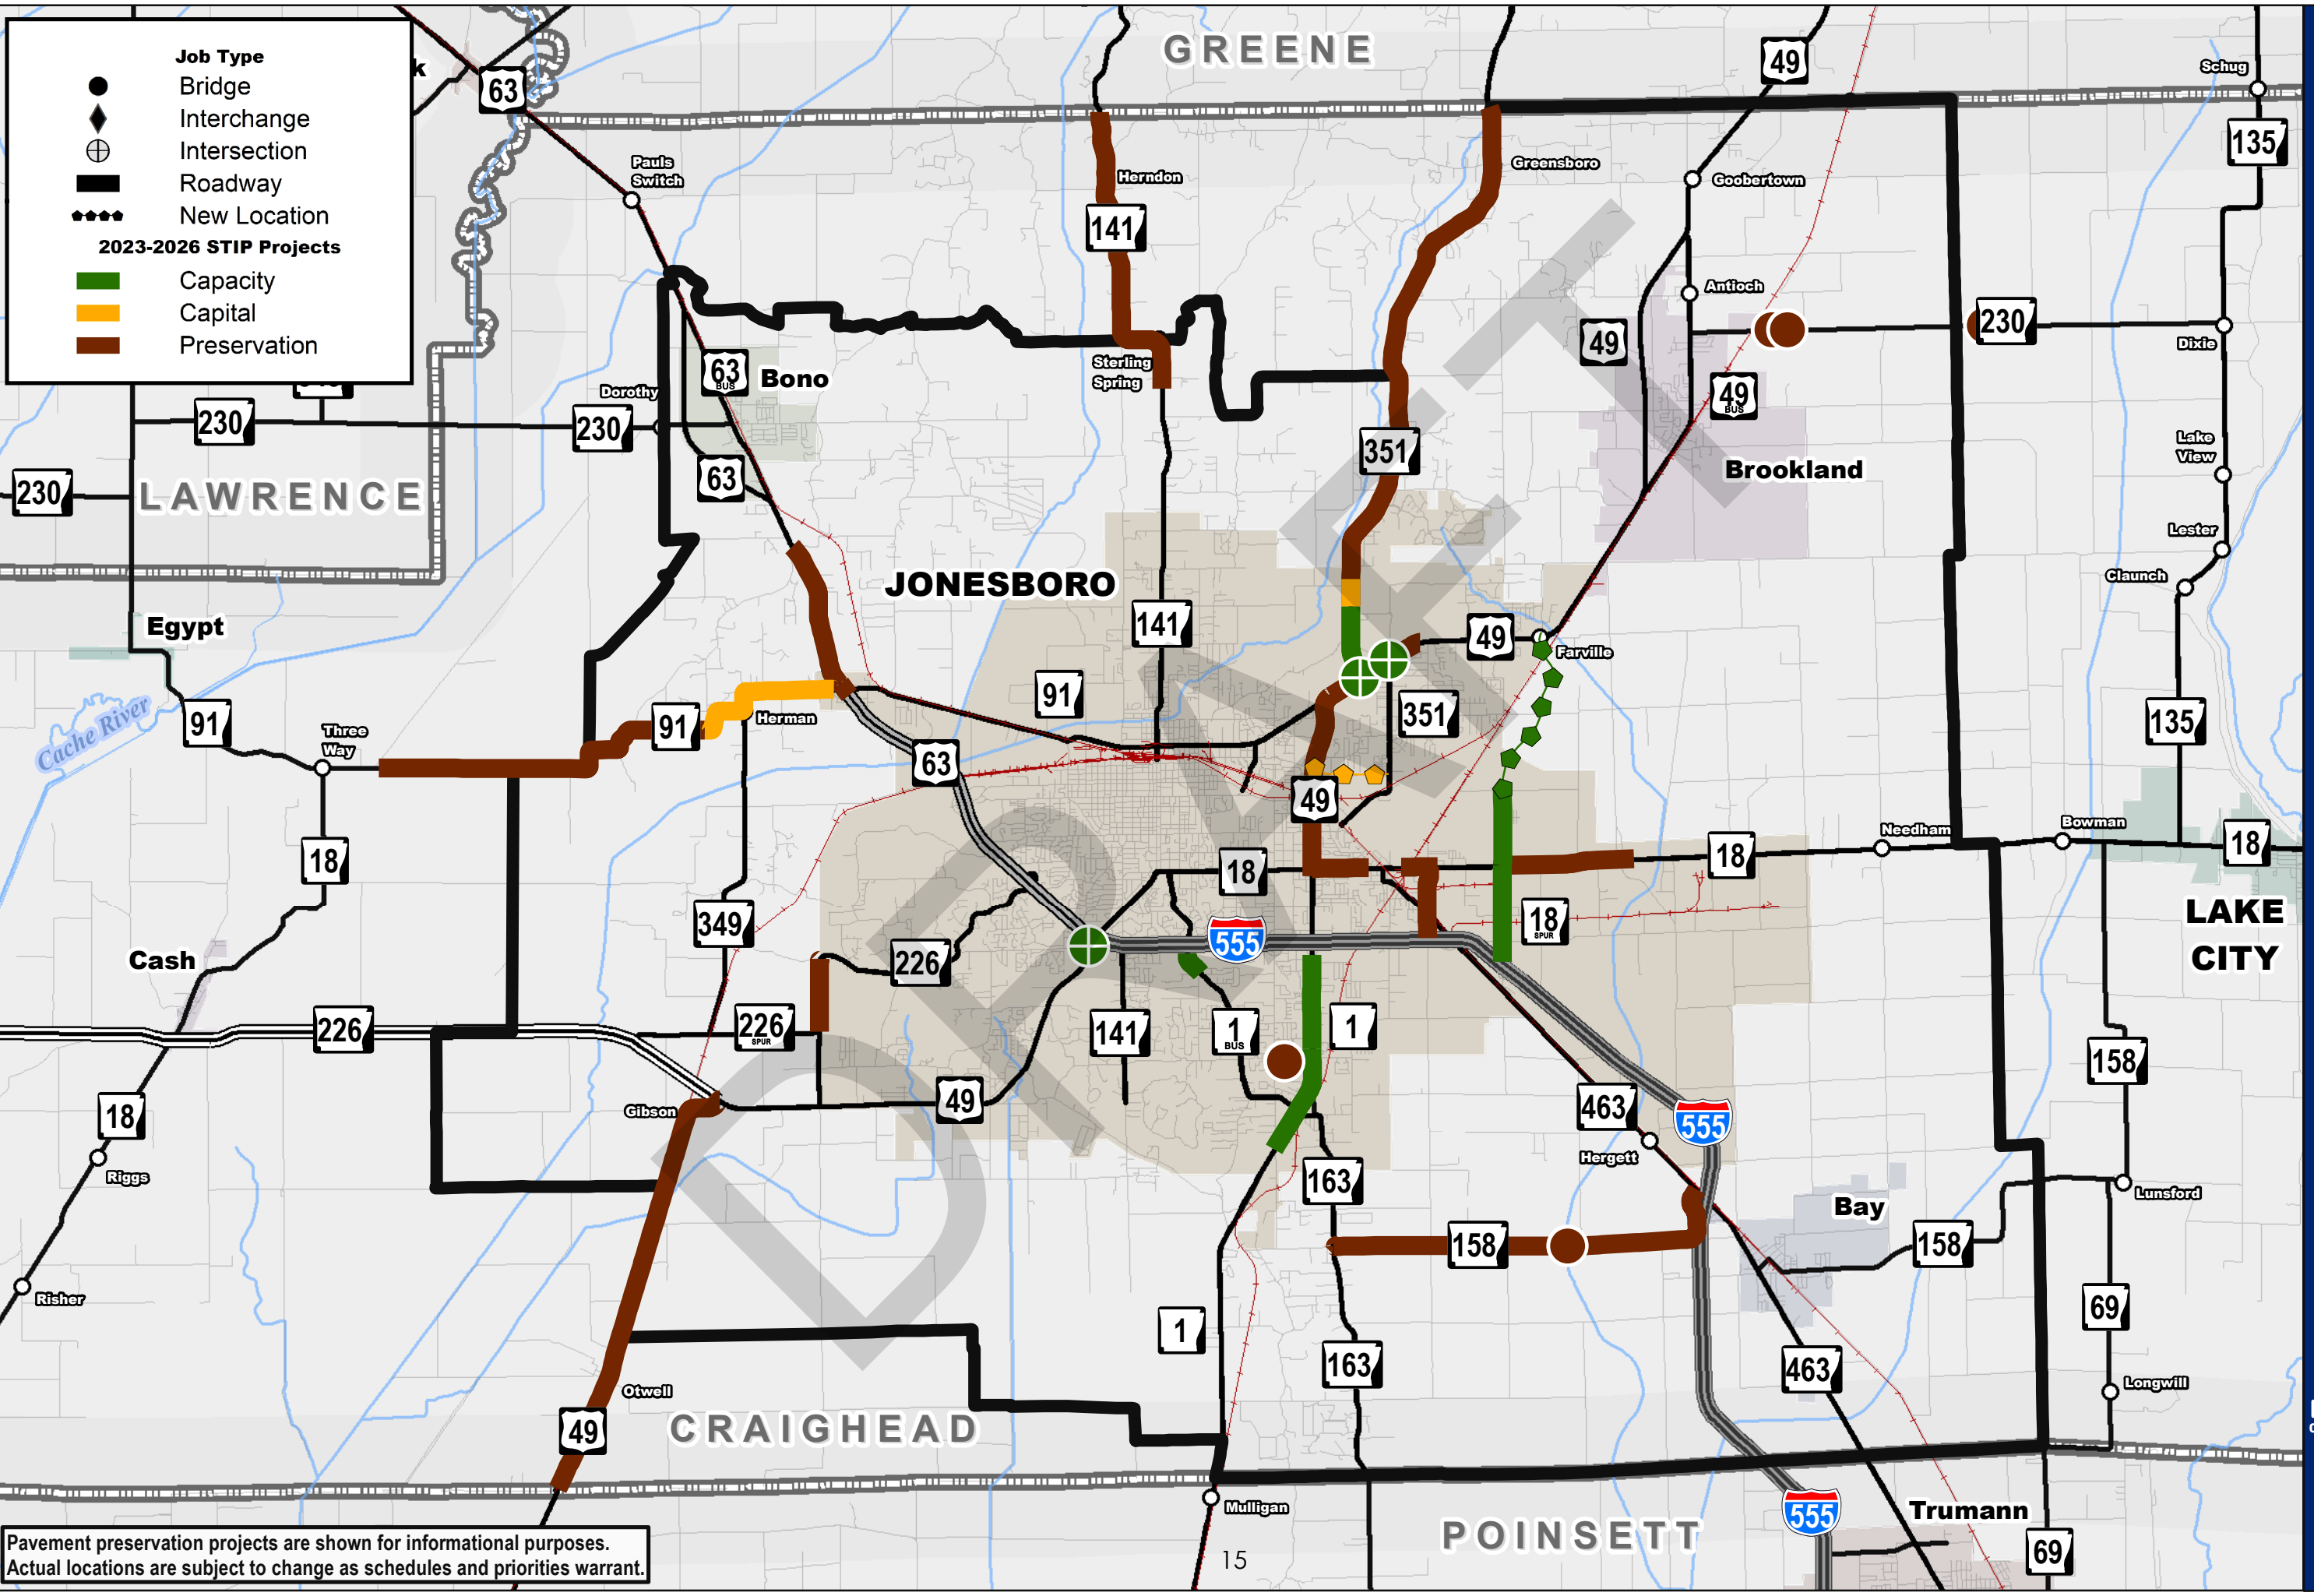 Job Type
Bridge
Interchange
Intersection
Roadway
New Location
2023-2026 STIP Projects
Capacity
Capital
Preservation
k
63
GREENE
49
Schug
135
Pauls
Switch
Herndon
141
Greensboro
Goobertown
Antioch
49
230
Dixie
Sterling
Spring
63
BUS
Bono
Dorothy
230
230
49
BUS
351
Brookland
Lake
View
230
LAWRENCE
63
Lester
Claunch
JONESBORO
Egypt
141
49
Farville
Cache River
91
Three
Way
91
Herman
91
351
135
63
49
18
18
18
Needham
Bowman
18
LAKE
CITY
349
555
18
SPUR
Cash
226
226
226
SPUR
141
1
BUS
1
158
18
Gibson
49
463
555
Hergett
Riggs
163
Bay
Lunsford
158
158
Risher
1
163
69
463
Otwell
Longwill
49
CRAIGHEAD
Mulligan
POINSETT
555
Trumann
69
Pavement preservation projects are shown for informational purposes.
Actual locations are subject to change as schedules and priorities warrant.
15
DRAFT